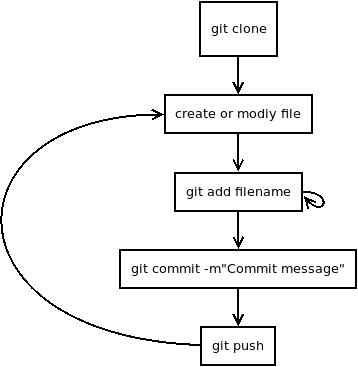 git clone
create or modiy file
git add filename
git commit -m"Commit message"
git push